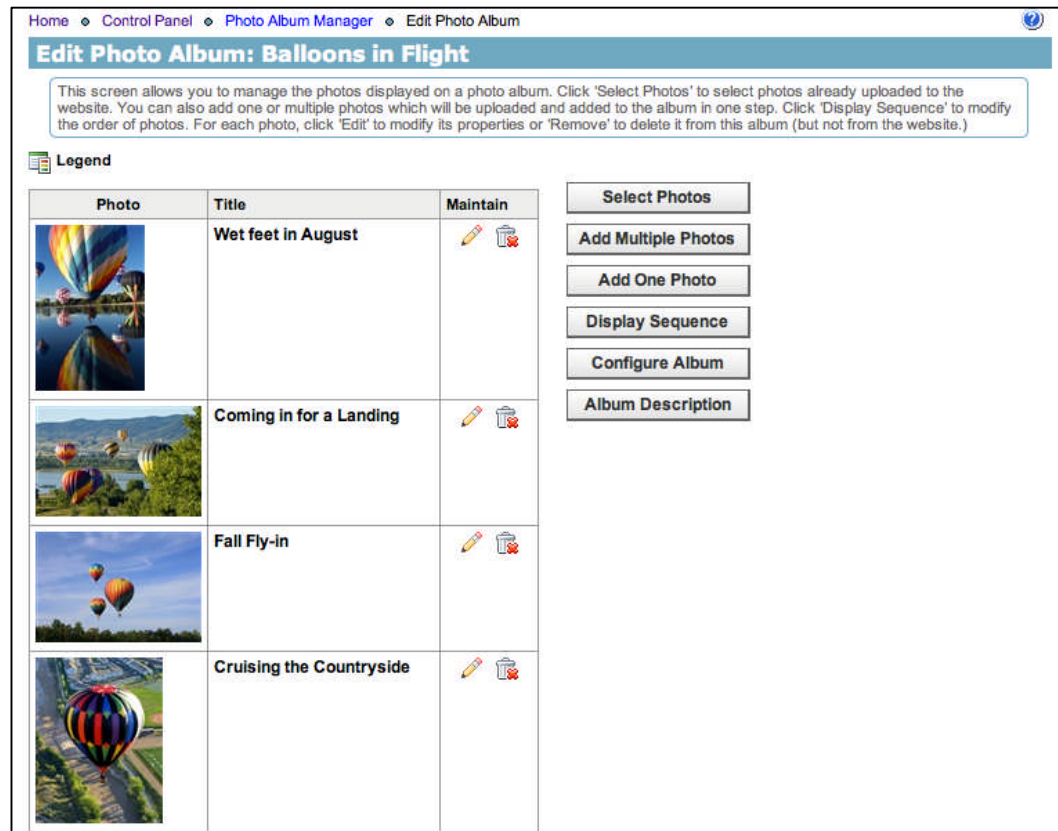 Home Control Panel Photo Album Manager Edit Photo Album
Edit Photo Album: Balloons in Flight
This screen allows you to manage the photos displayed on a photo album. Click 'Select Photos' to select photos already uploaded to the
website. You can also add one or multiple photos which will be uploaded and added to the album in one step. Click 'Display Sequence' to modify
the order of photos. For each photo, click 'Edit' to modify its properties or 'Remove' to delete it from this album (but not from the website.)
Legend
Photo Title Maintain
Wet feet in August
Coming in for a Landing
Fall Fly-in
Cruising the Countryside
Select Photos
Add Multiple Photos
Add One Photo
Display Sequence
Configure Album
Album Description